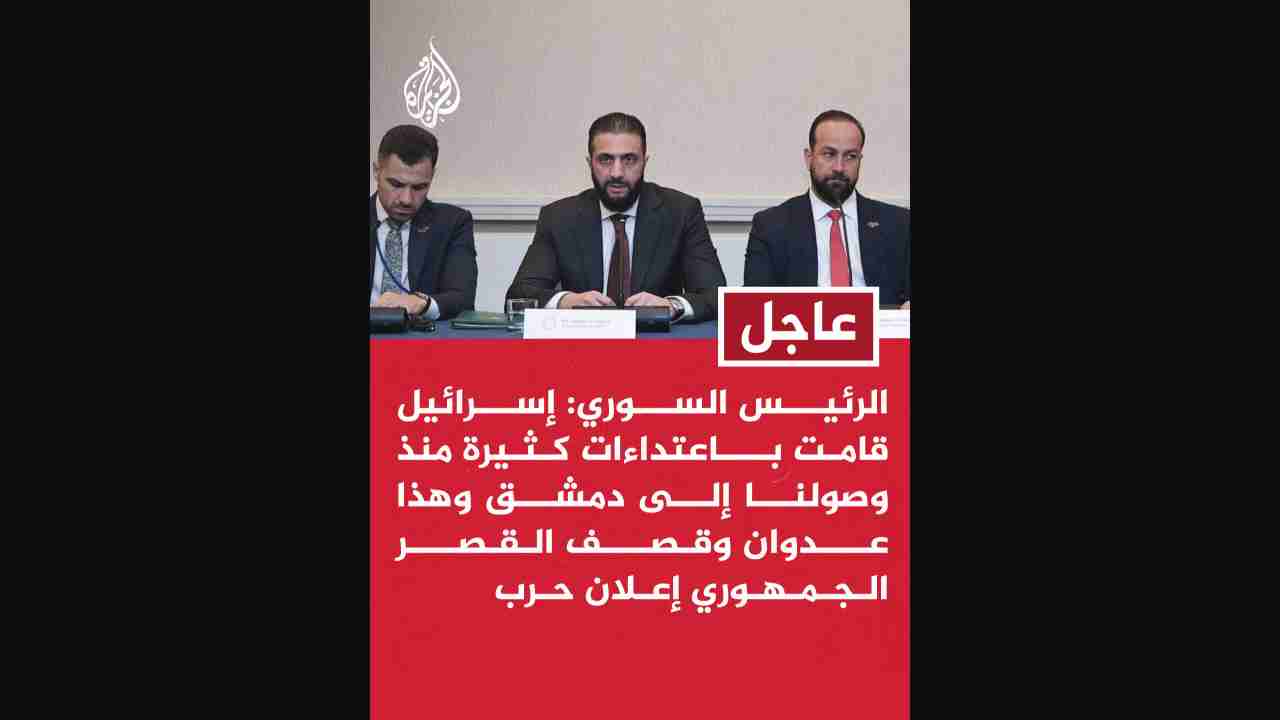 الجزيرة
عاجل
الرئيس السوري: إسرائيل
قامت باعتداءات كثيرة منذ
وصولنا إلى دمشق وهذا
عدوان وقصف القصر
الجمهوري إعلان حرب